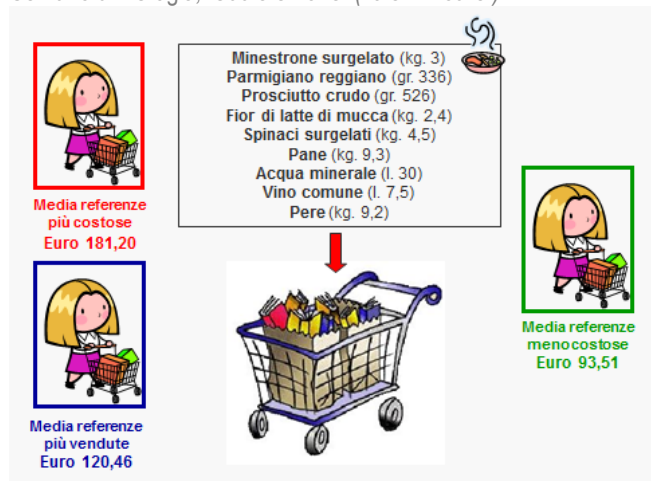 Minestrone surgelato (kg. 3)
Parmigiano reggiano (gr. 336)
Prosciutto crudo (gr. 526)
Fior di latte di mucca (kg. 2,4)
Spinaci surgelati (kg. 4,5)
Pane (kg. 9,3)
Acqua minerale (l. 30)
Vino comune (l. 7,5)
Pere (kg. 9,2)
Media referenze
più costose
Euro 181,20
Media referenze
meno costose
Euro 93,51
Media referenze
più vendute
Euro 120,46